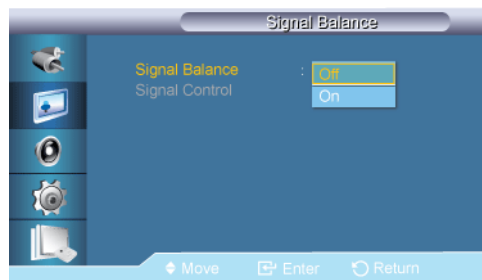 Signal Balance
Signal Balance : Off
Signal Control On
Move Enter Return